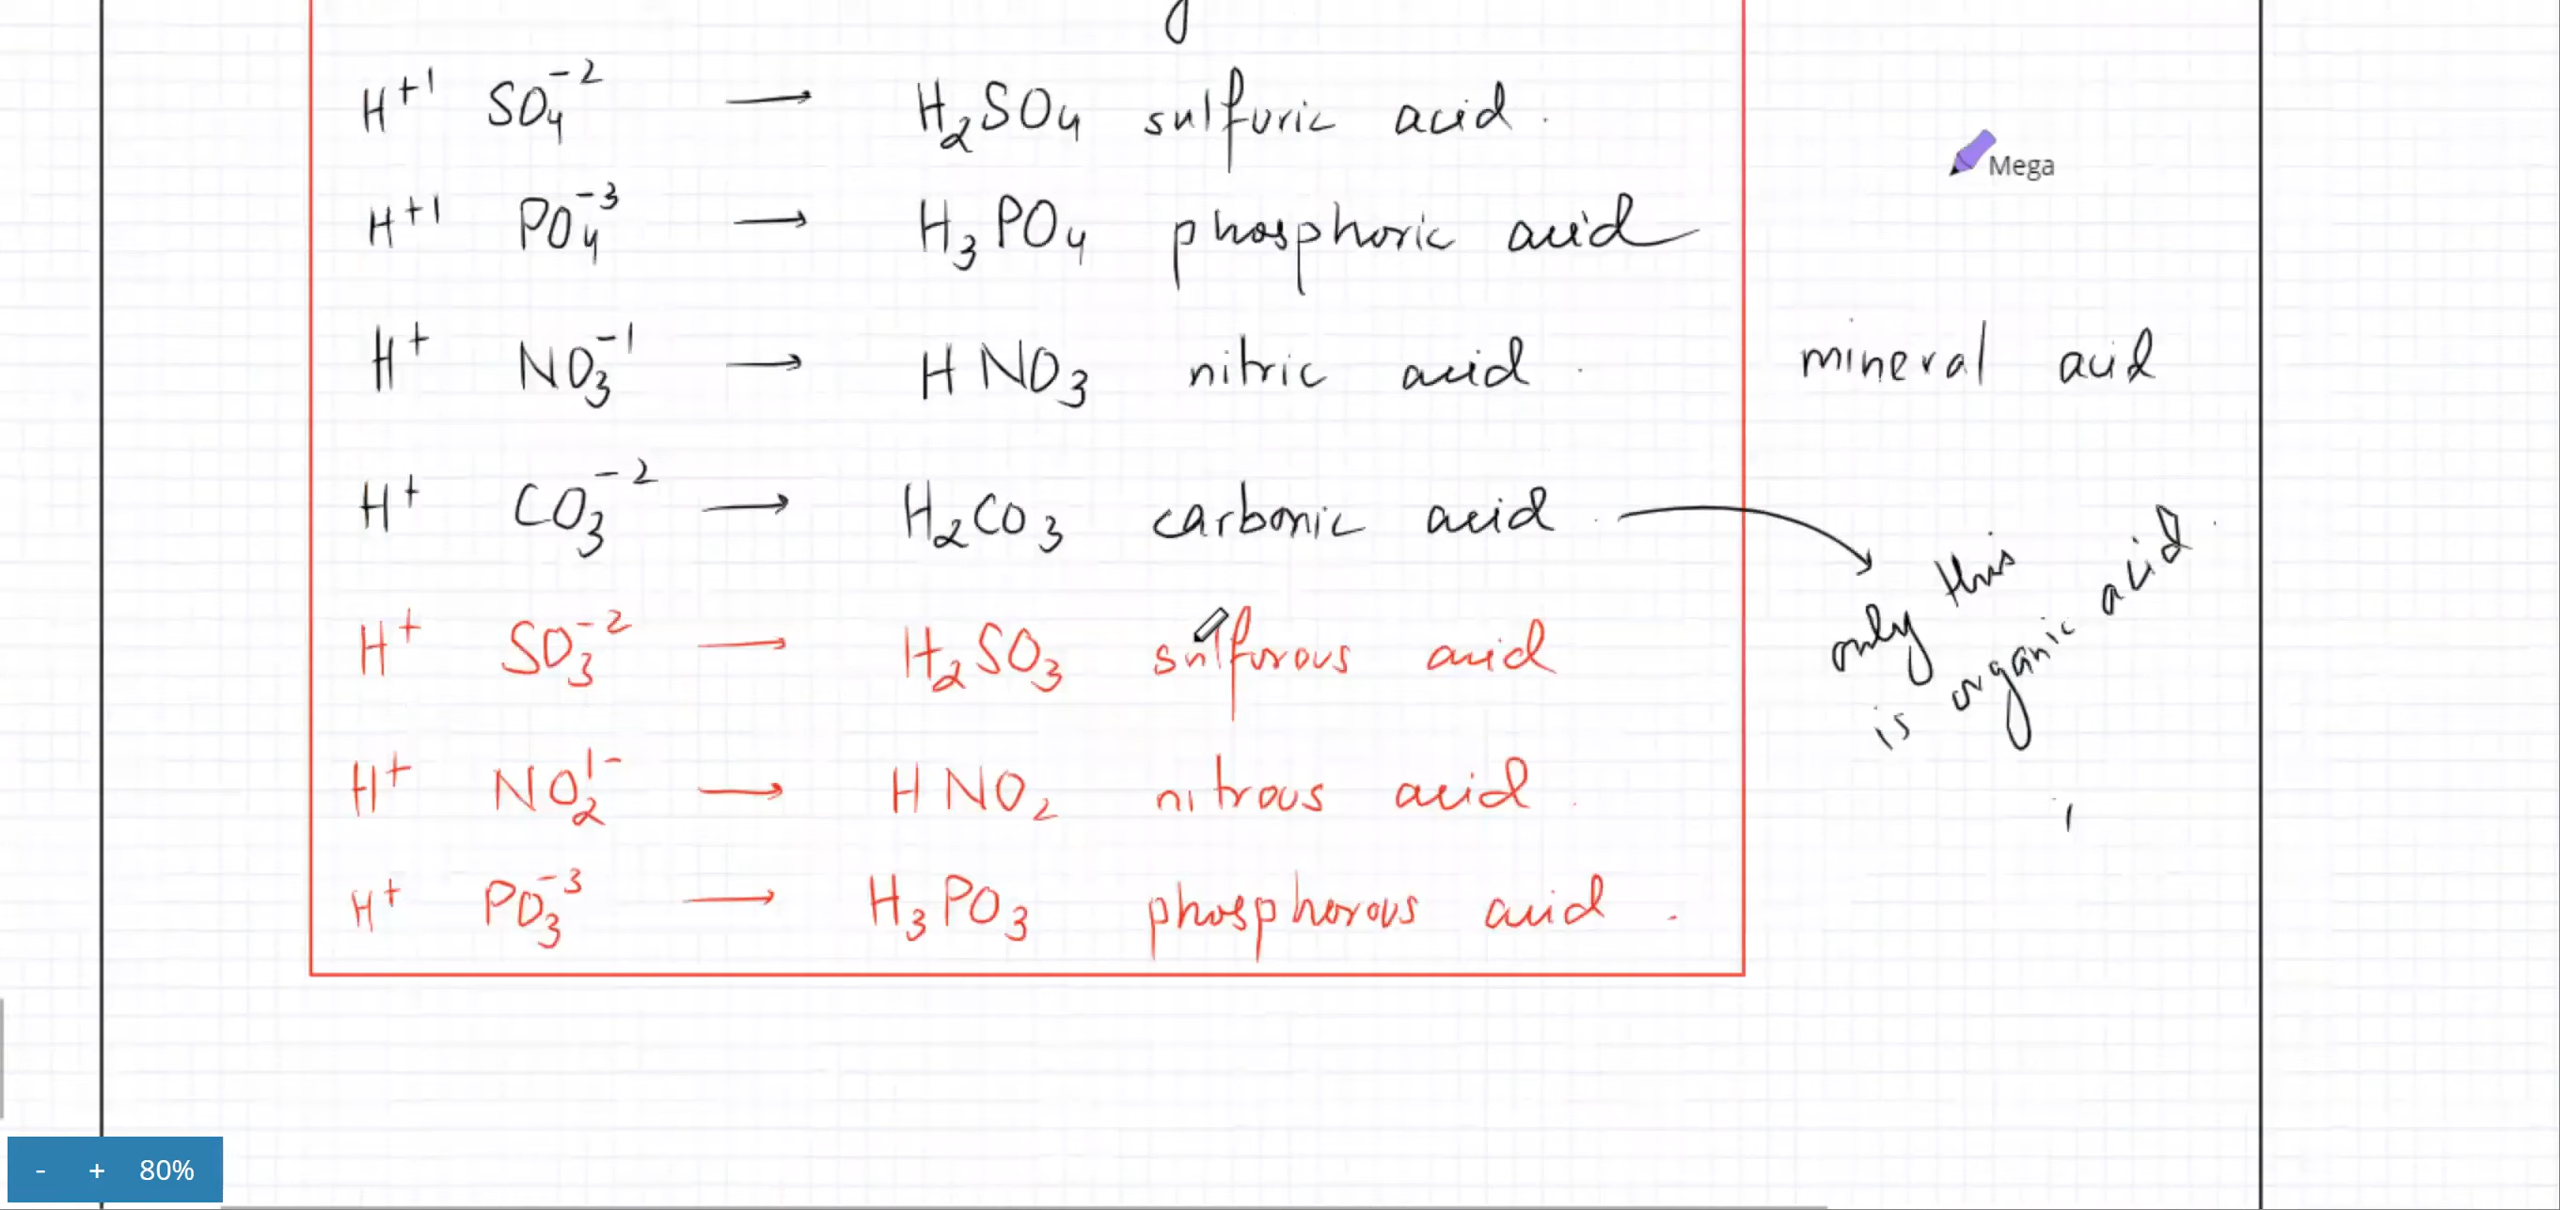 H⁺¹ SO₄⁻² → H₂SO₄ sulfuric acid.
Mega
H⁺¹ PO₄⁻³ → H₃PO₄ phosphoric acid
H⁺ NO₃⁻¹ → HNO₃ nitric acid.
mineral acid
H⁺ CO₃⁻² → H₂CO₃ carbonic acid
only this
is organic acid.
H⁺ SO₃⁻² → H₂SO₃ sulfurous acid
H⁺ NO₂¹⁻ → HNO₂ nitrous acid.
H⁺ PO₃⁻³ → H₃PO₃ phosphorous acid.
- + 80%